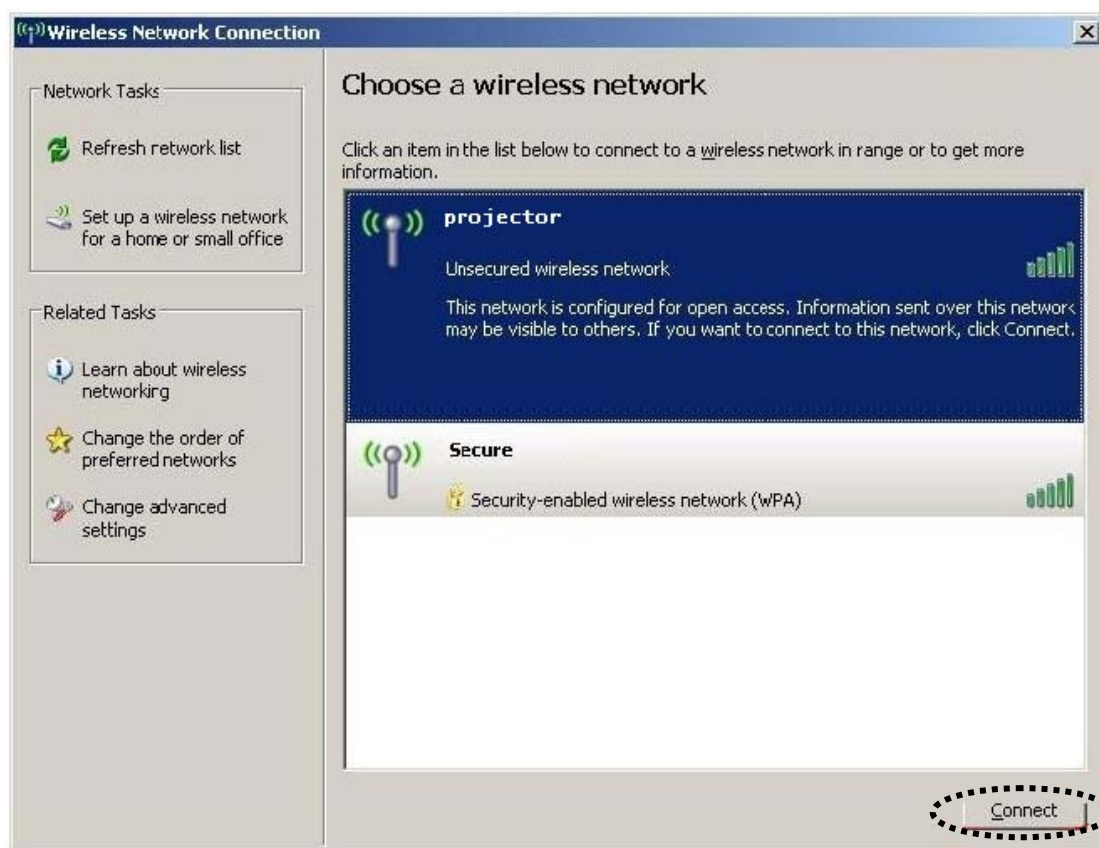 Wireless Network Connection
Network Tasks
Refresh network list
Set up a wireless network
for a home or small office
Related Tasks
Learn about wireless
networking
Change the order of
preferred networks
Change advanced
settings
Choose a wireless network
Click an item in the list below to connect to a wireless network in range or to get more
information.
projector
Unsecured wireless network
This network is configured for open access. Information sent over this network
may be visible to others. If you want to connect to this network, click Connect.
Secure
Security-enabled wireless network (WPA)
Connect